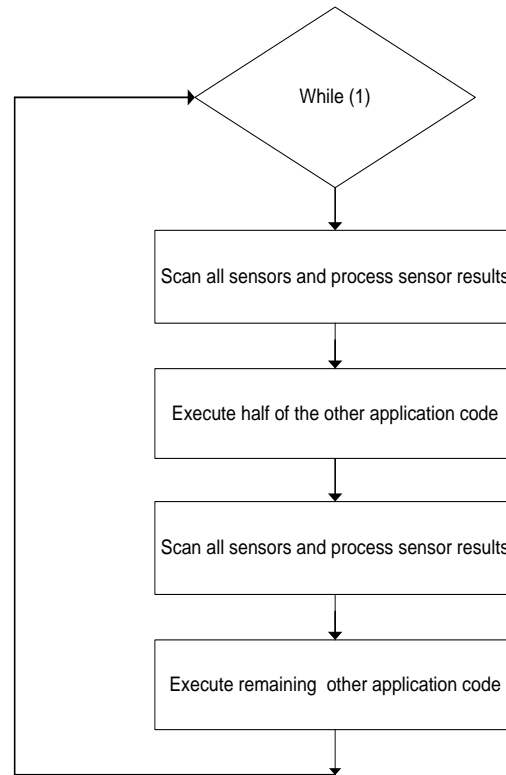 While (1)
Scan all sensors and process sensor results
Execute half of the other application code
Scan all sensors and process sensor results
Execute remaining other application code